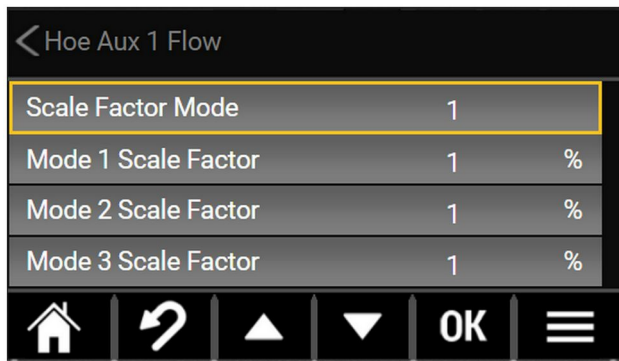 Hoe Aux 1 Flow
Scale Factor Mode 1
Mode 1 Scale Factor 1 %
Mode 2 Scale Factor 1 %
Mode 3 Scale Factor 1 %
OK